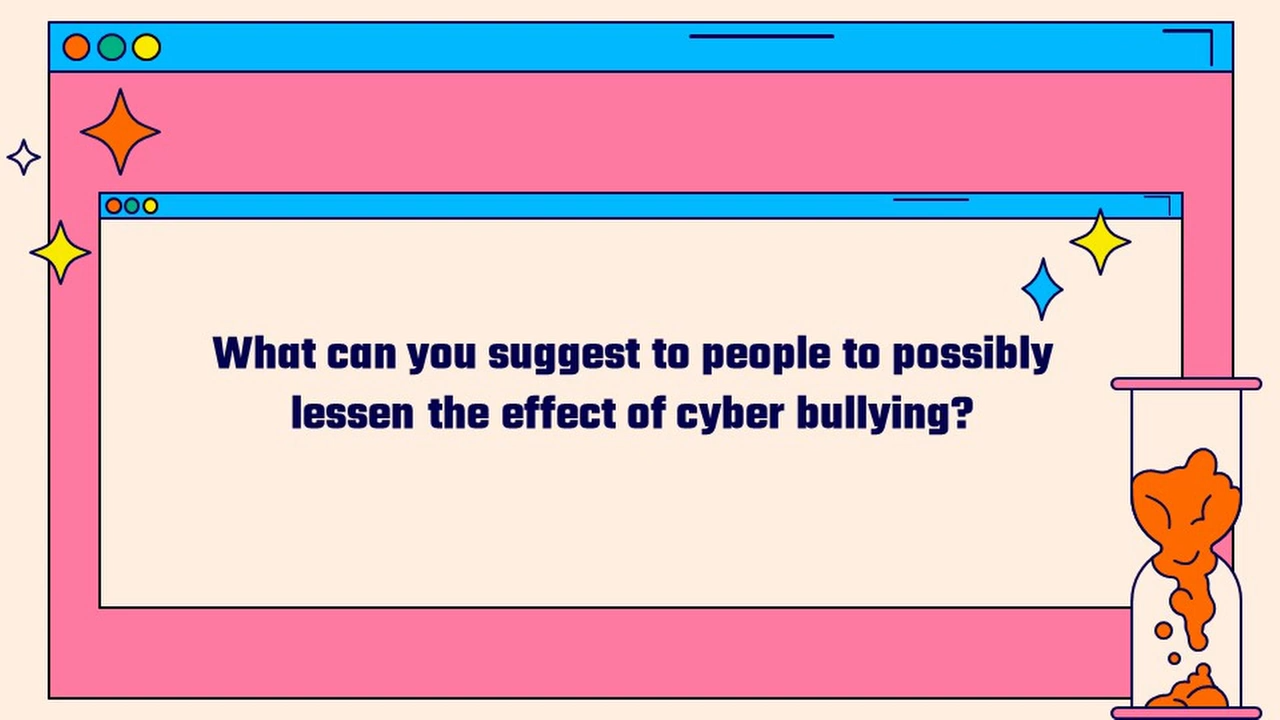 What can you suggest to people to possibly
lessen the effect of cyber bullying?